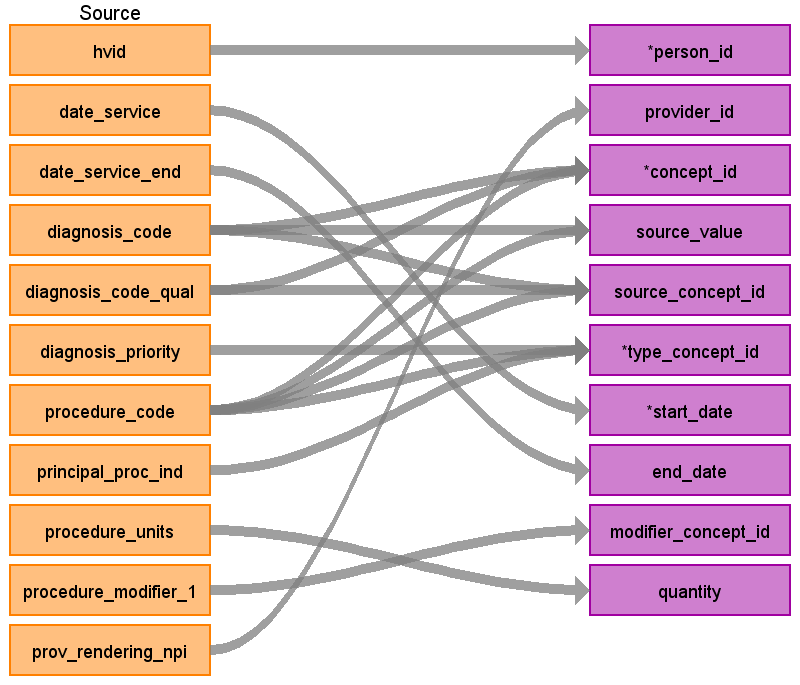 Source
hvid
*person_id
date_service
provider_id
date_service_end
*concept_id
diagnosis_code
source_value
diagnosis_code_qual
source_concept_id
diagnosis_priority
*type_concept_id
procedure_code
*start_date
principal_proc_ind
end_date
procedure_units
modifier_concept_id
procedure_modifier_1
quantity
prov_rendering_npi